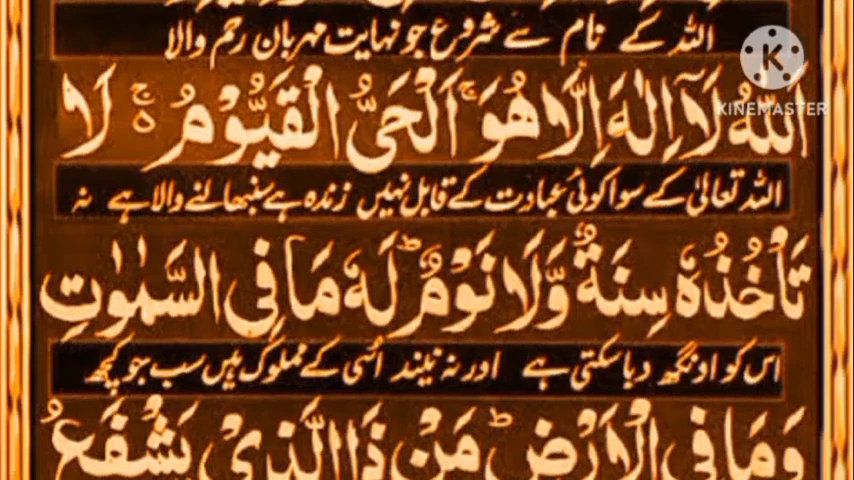 اللہ کے نام سے شروع جو نہایت مہربان رحم والا
KINEMASTER
اَللّٰهُ لَاۤ اِلٰهَ اِلَّا هُوَ ۚ اَلْحَیُّ الْقَیُّوْمُ ۚ۬ لَا
اللہ تعالیٰ کے سوا کوئی عبادت کے قابل نہیں زندہ ہے سنبھالنے والا ہے نہ
تَاْخُذُهٗ سِنَةٌ وَّلَا نَوْمٌ ؕ لَهٗ مَا فِی السَّمٰوٰتِ
اس کو اونگھ دبا سکتی ہے اور نہ نیند اسی کے مملوک ہیں سب جو کچھ
وَمَا فِی الْاَرْضِ ؕ مَنْ ذَا الَّذِیْ یَشْفَعُ